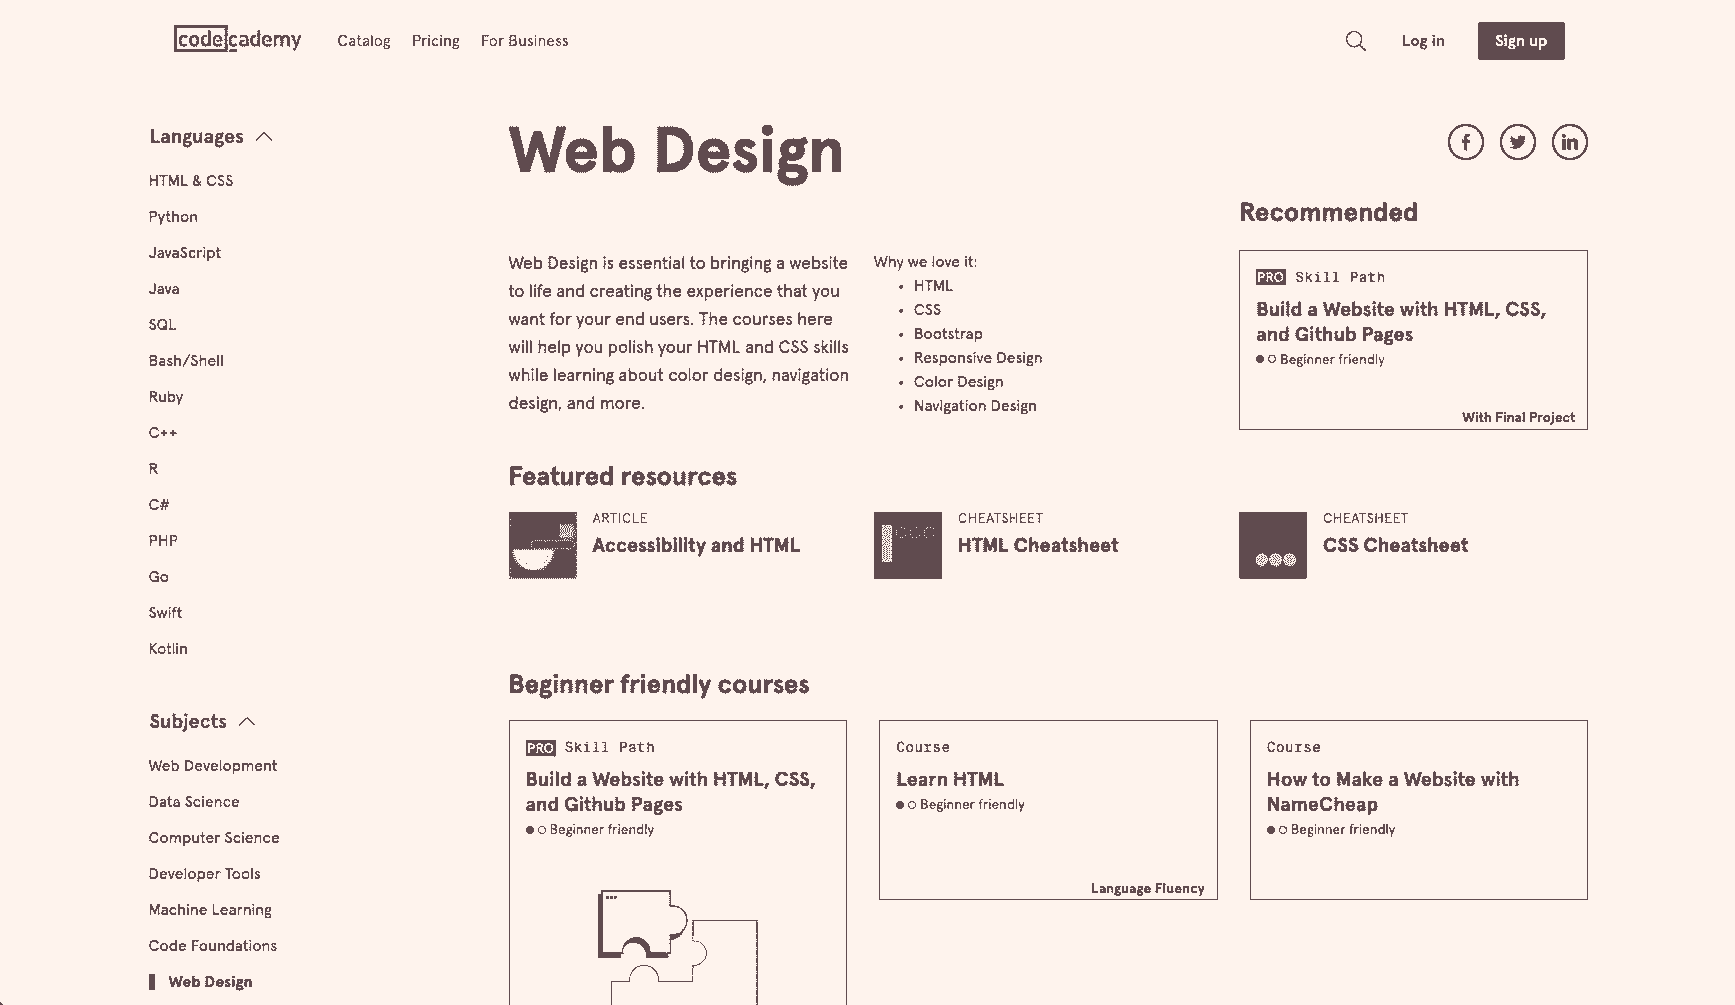 codecademy Catalog Pricing For Business Log in Sign up
Languages
HTML & CSS
Python
JavaScript
Java
SQL
Bash/Shell
Ruby
C++
R
C#
PHP
Go
Swift
Kotlin
Subjects
Web Development
Data Science
Computer Science
Developer Tools
Machine Learning
Code Foundations
Web Design
Web Design
Web Design is essential to bringing a website
to life and creating the experience that you
want for your end users. The courses here
will help you polish your HTML and CSS skills
while learning about color design, navigation
design, and more.
Why we love it:
• HTML
• CSS
• Bootstrap
• Responsive Design
• Color Design
• Navigation Design
f in
Recommended
PRO Skill Path
Build a Website with HTML, CSS,
and Github Pages
Beginner friendly
With Final Project
Featured resources
ARTICLE
Accessibility and HTML
CHEATSHEET
HTML Cheatsheet
CHEATSHEET
CSS Cheatsheet
Beginner friendly courses
PRO Skill Path
Build a Website with HTML, CSS,
and Github Pages
Beginner friendly
Course
Learn HTML
Beginner friendly
Language Fluency
Course
How to Make a Website with
NameCheap
Beginner friendly